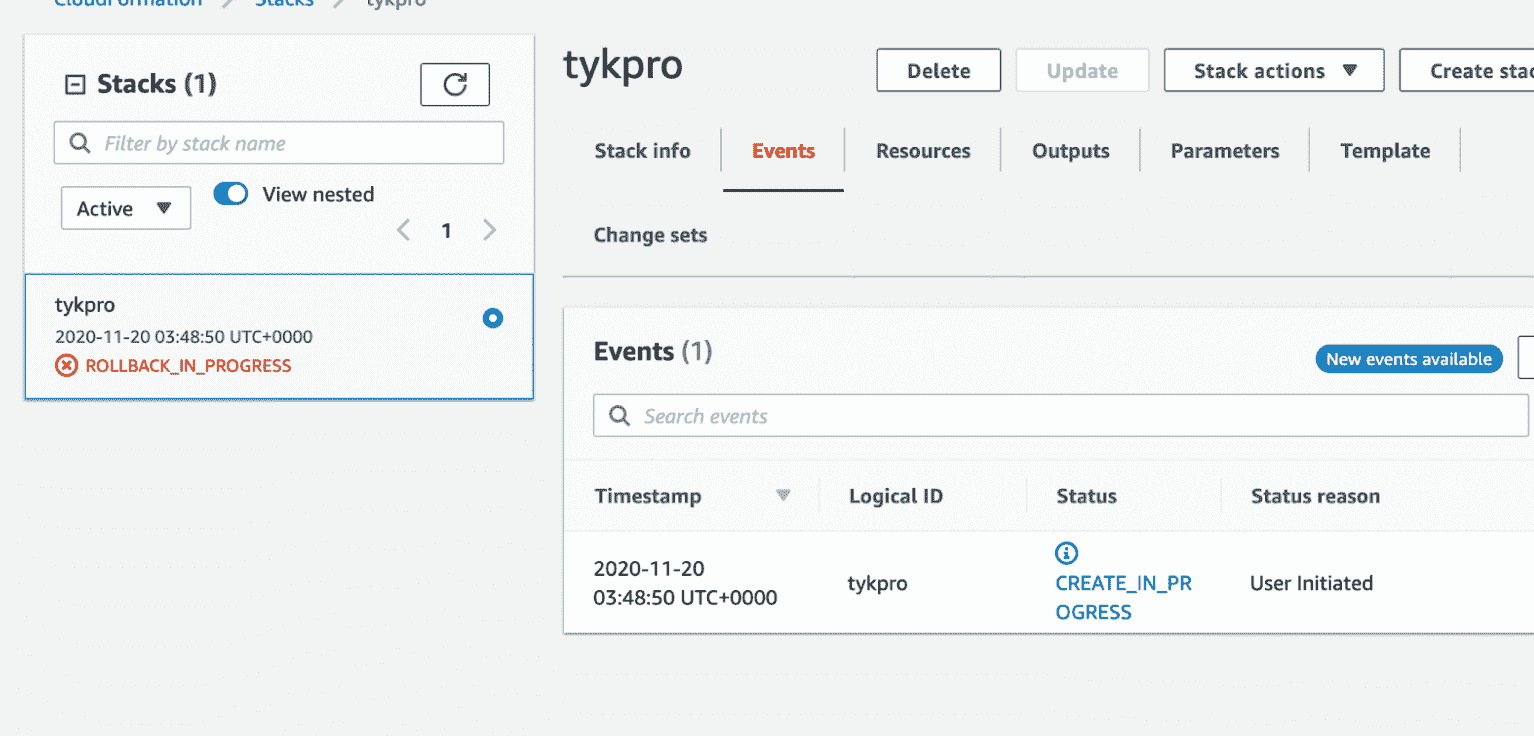 CloudFormation Stacks tykpro
Stacks (1)
Filter by stack name
Active View nested
1
tykpro
2020-11-20 03:48:50 UTC+0000
ROLLBACK_IN_PROGRESS
tykpro Delete Update Stack actions Create stac
Stack info Events Resources Outputs Parameters Template
Change sets
Events (1) New events available
Search events
Timestamp Logical ID Status Status reason
2020-11-20
03:48:50 UTC+0000 tykpro CREATE_IN_PR User Initiated
OGRESS